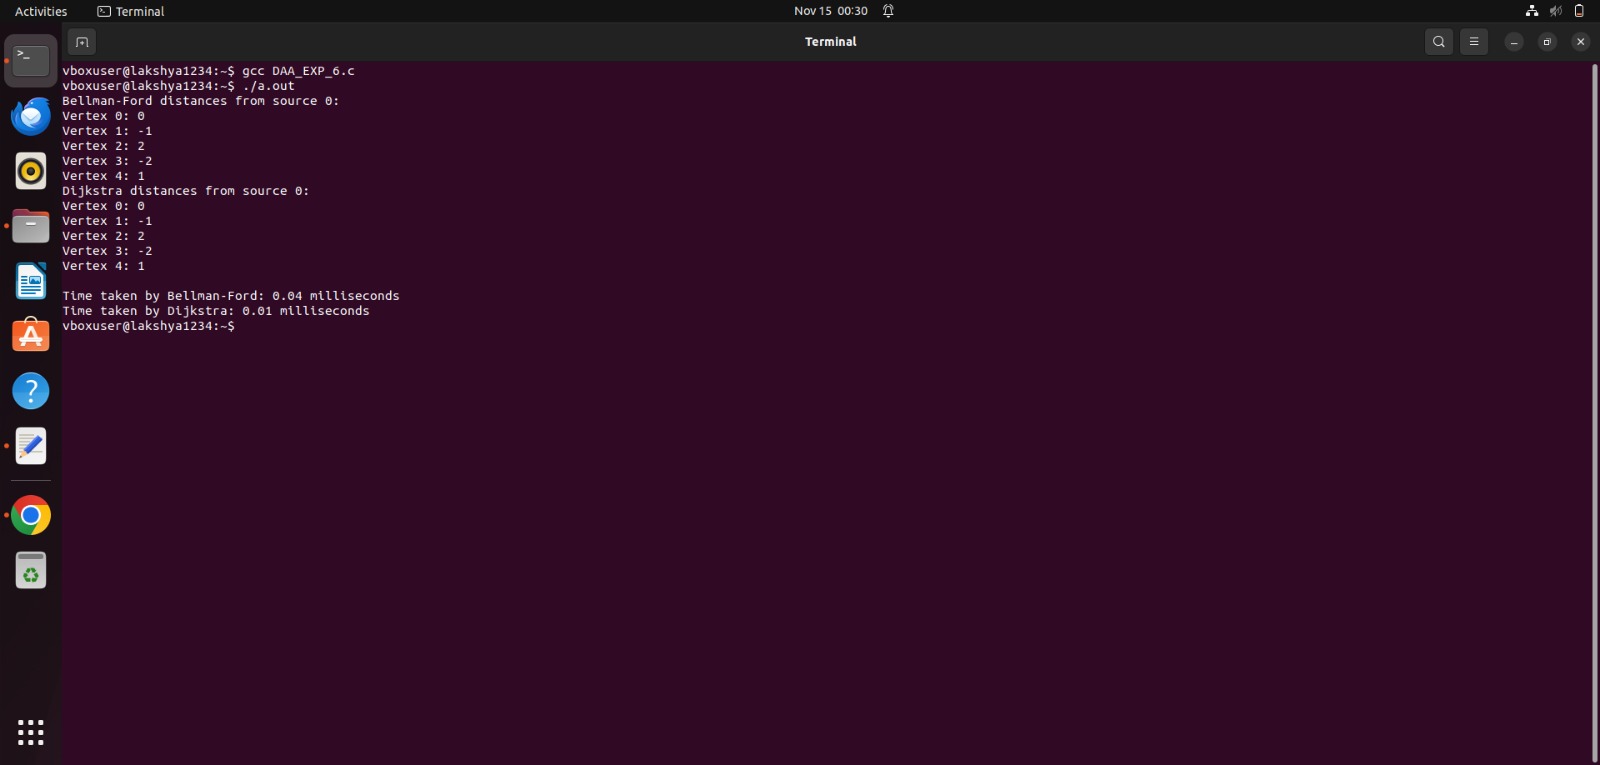 Activities
Terminal
Nov 15 00:30
Terminal
vboxuser@lakshya1234:~$ gcc DAA_EXP_6.c
vboxuser@lakshya1234:~$ ./a.out
Bellman-Ford distances from source 0:
Vertex 0: 0
Vertex 1: -1
Vertex 2: 2
Vertex 3: -2
Vertex 4: 1
Dijkstra distances from source 0:
Vertex 0: 0
Vertex 1: -1
Vertex 2: 2
Vertex 3: -2
Vertex 4: 1
Time taken by Bellman-Ford: 0.04 milliseconds
Time taken by Dijkstra: 0.01 milliseconds
vboxuser@lakshya1234:~$